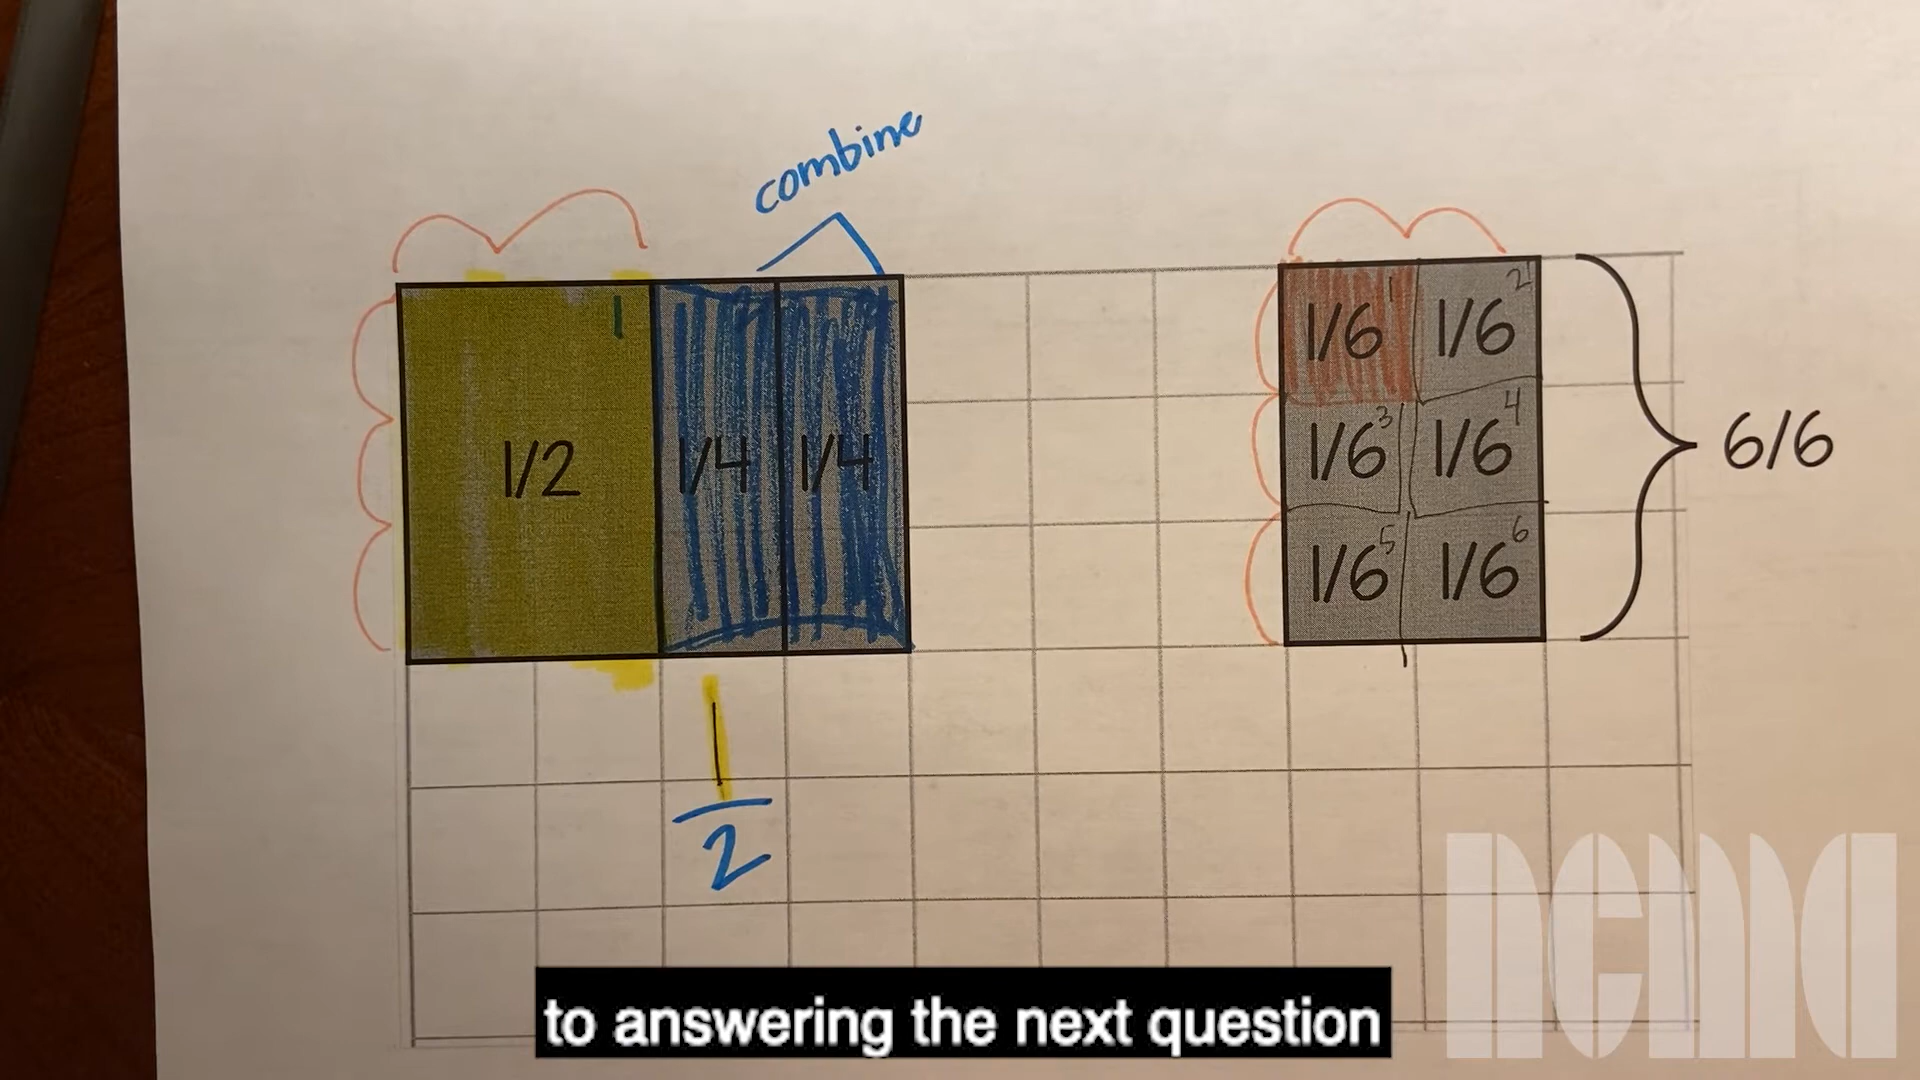 combine
1
1/2 1/4 1/4
1
2
1/6 1 1/6 2
1/6 3 1/6 4
1/6 5 1/6 6
6/6
to answering the next question
ncma